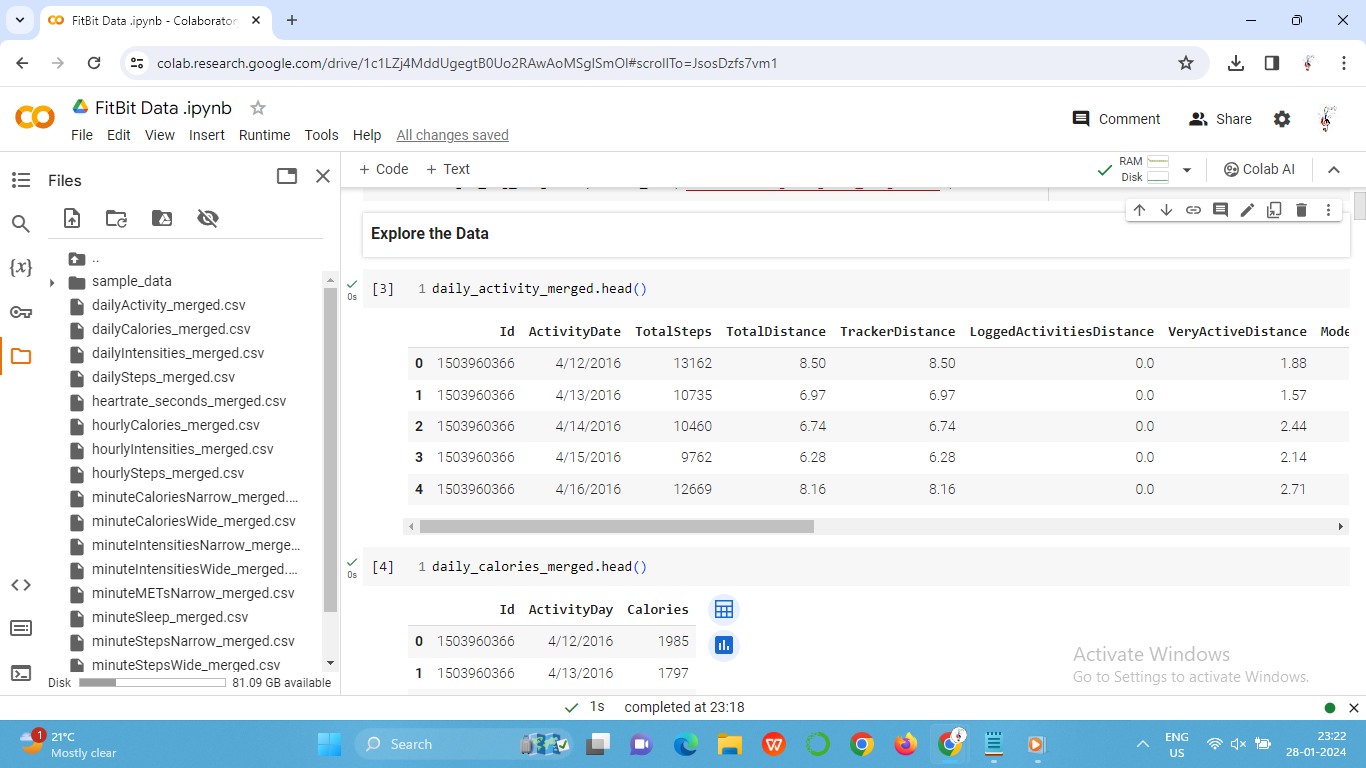 FitBit Data .ipynb - Colaborator
colab.research.google.com/drive/1c1LZj4MddUgegtB0Uo2RAwAoMSglSmOl#scrollTo=JsosDzfs7vm1
FitBit Data .ipynb
File Edit View Insert Runtime Tools Help All changes saved
Comment Share
Files
+ Code + Text
RAM
Disk
Colab AI
..
sample_data
dailyActivity_merged.csv
dailyCalories_merged.csv
dailyIntensities_merged.csv
dailySteps_merged.csv
heartrate_seconds_merged.csv
hourlyCalories_merged.csv
hourlyIntensities_merged.csv
hourlySteps_merged.csv
minuteCaloriesNarrow_merged....
minuteCaloriesWide_merged.csv
minuteIntensitiesNarrow_merge...
minuteIntensitiesWide_merged....
minuteMETsNarrow_merged.csv
minuteSleep_merged.csv
minuteStepsNarrow_merged.csv
minuteStepsWide_merged.csv
Disk 81.09 GB available
Explore the Data
0s
[3] 1 daily_activity_merged.head()
Id ActivityDate TotalSteps TotalDistance TrackerDistance LoggedActivitiesDistance VeryActiveDistance Mode
0 1503960366 4/12/2016 13162 8.50 8.50 0.0 1.88
1 1503960366 4/13/2016 10735 6.97 6.97 0.0 1.57
2 1503960366 4/14/2016 10460 6.74 6.74 0.0 2.44
3 1503960366 4/15/2016 9762 6.28 6.28 0.0 2.14
4 1503960366 4/16/2016 12669 8.16 8.16 0.0 2.71
0s
[4] 1 daily_calories_merged.head()
Id ActivityDay Calories
0 1503960366 4/12/2016 1985
1 1503960366 4/13/2016 1797
Activate Windows
Go to Settings to activate Windows.
1s completed at 23:18
1
21°C
Mostly clear
Search
ENG
US
23:22
28-01-2024